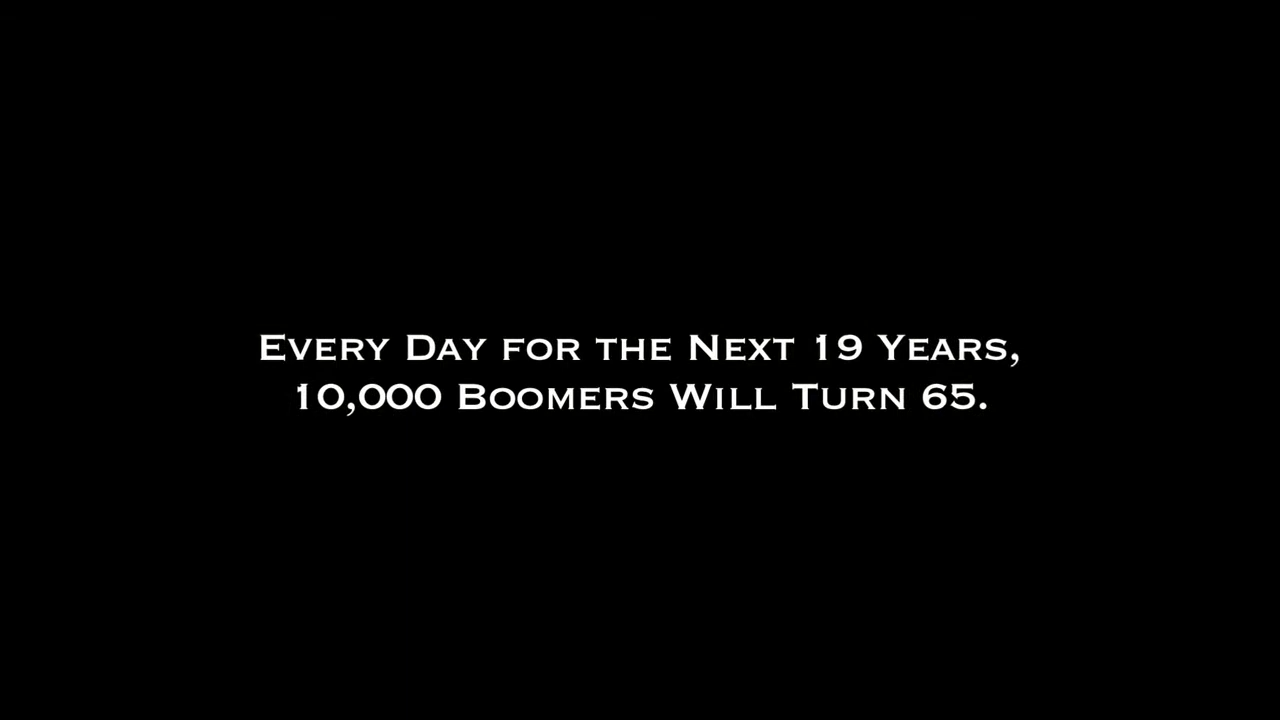 Every Day for the Next 19 Years,
10,000 Boomers Will Turn 65.